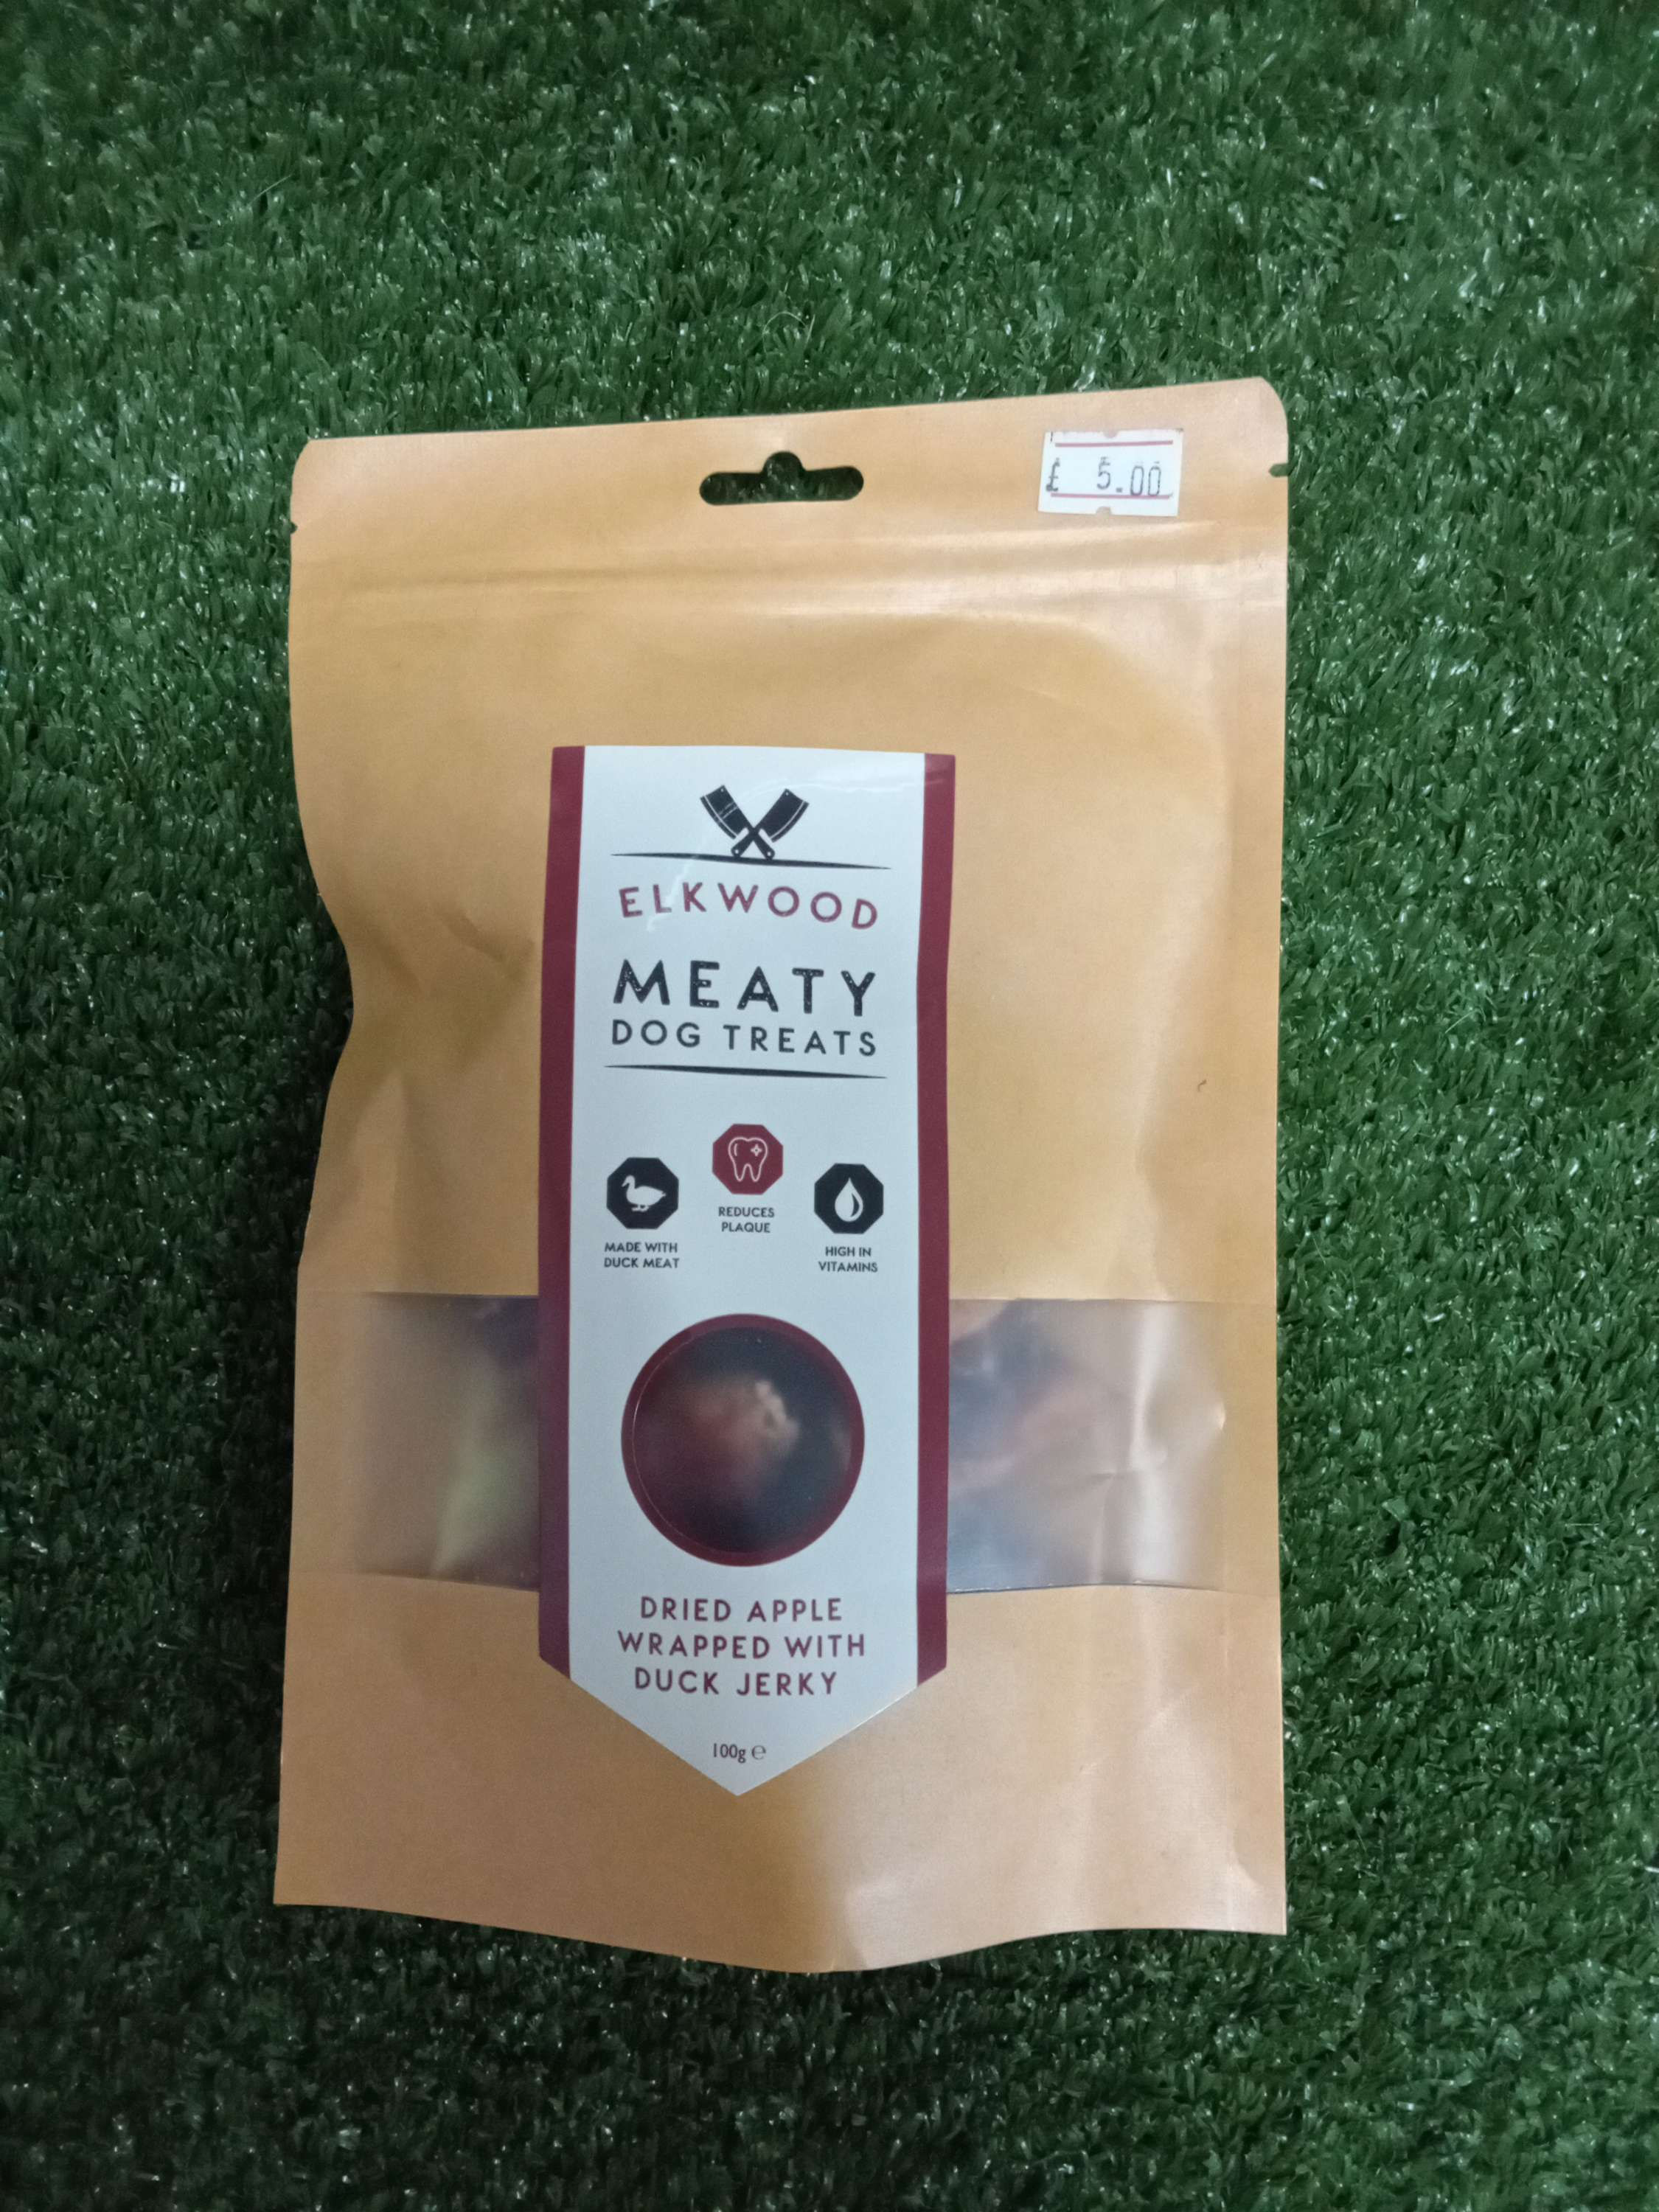 £ 5.00
ELKWOOD
MEATY
DOG TREATS
REDUCES
PLAQUE
MADE WITH
DUCK MEAT
HIGH IN
VITAMINS
DRIED APPLE
WRAPPED WITH
DUCK JERKY
100g ℮